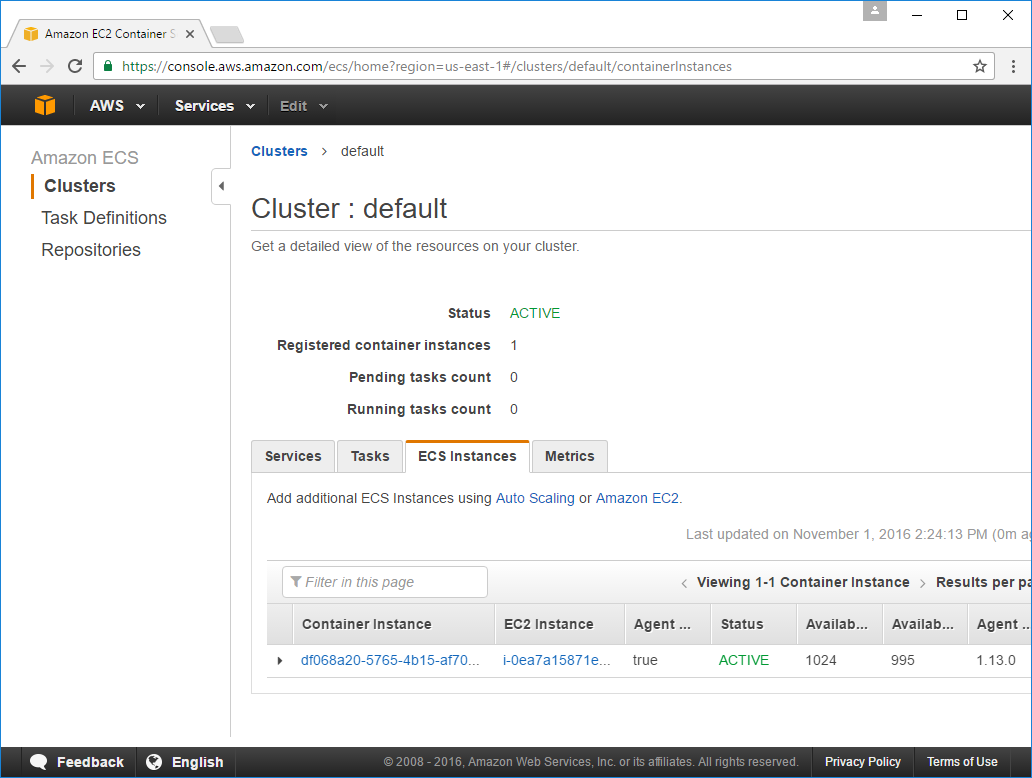 Amazon EC2 Container S
https://console.aws.amazon.com/ecs/home?region=us-east-1#/clusters/default/containerInstances
AWS Services Edit
Amazon ECS
Clusters
Task Definitions
Repositories
Clusters > default
Cluster : default
Get a detailed view of the resources on your cluster.
Status ACTIVE
Registered container instances 1
Pending tasks count 0
Running tasks count 0
Services Tasks ECS Instances Metrics
Add additional ECS Instances using Auto Scaling or Amazon EC2.
Last updated on November 1, 2016 2:24:13 PM (0m ag
Filter in this page < Viewing 1-1 Container Instance > Results per pa
Container Instance EC2 Instance Agent ... Status Availab... Availab... Agent ...
df068a20-5765-4b15-af70... i-0ea7a15871e... true ACTIVE 1024 995 1.13.0
Feedback English © 2008 - 2016, Amazon Web Services, Inc. or its affiliates. All rights reserved. Privacy Policy Terms of Use